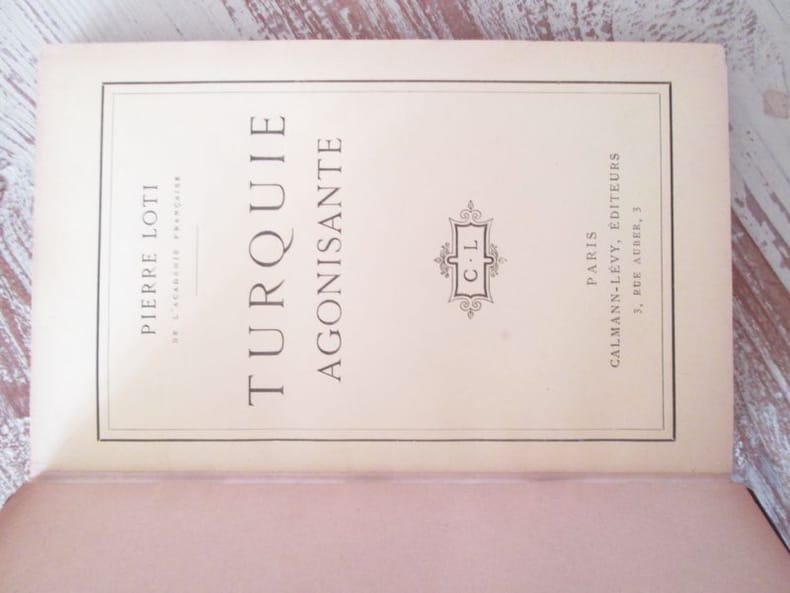 PIERRE LOTI
DE L'ACADÉMIE FRANÇAISE
TURQUIE
AGONISANTE
C·L
PARIS
CALMANN-LÉVY, ÉDITEURS
3, RUE AUBER, 3